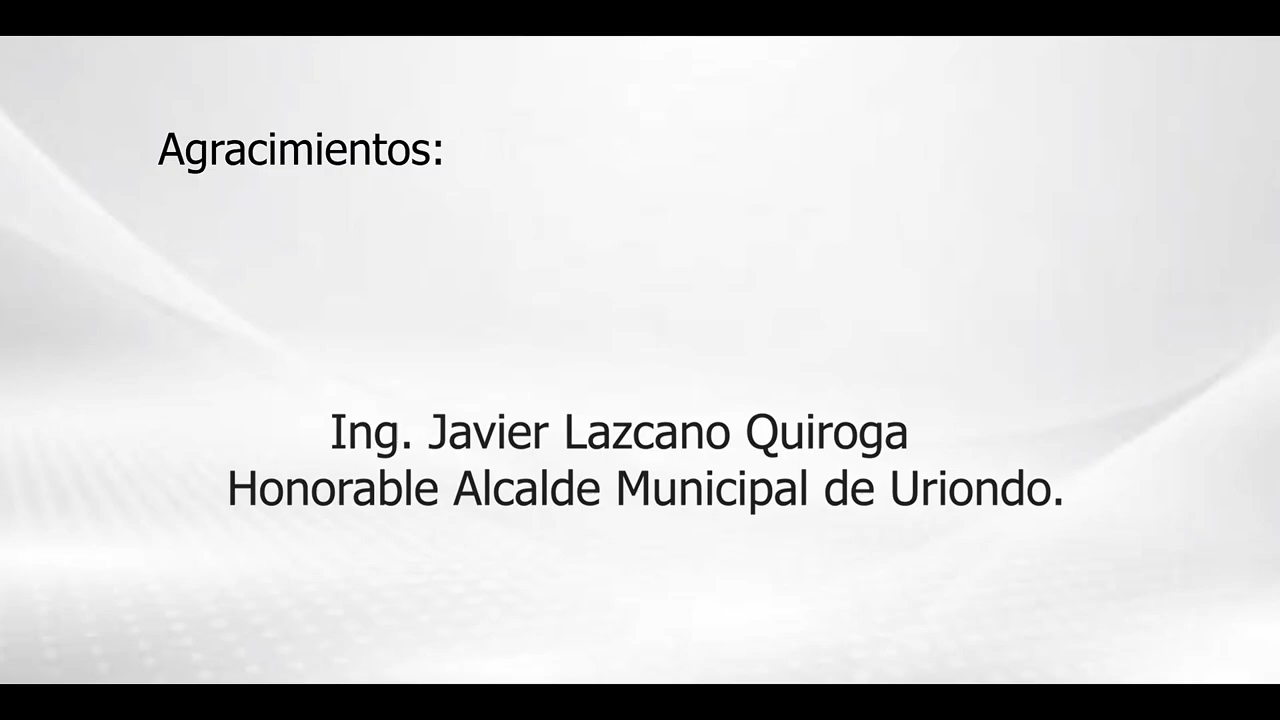 Agracimientos:
Ing. Javier Lazcano Quiroga
Honorable Alcalde Municipal de Uriondo.